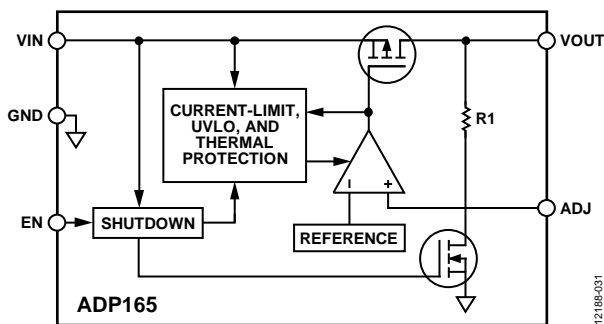 VIN
VOUT
GND
CURRENT-LIMIT,
UVLO, AND
THERMAL
PROTECTION
R1
EN
SHUTDOWN
–
+
ADJ
REFERENCE
ADP165
12188-031